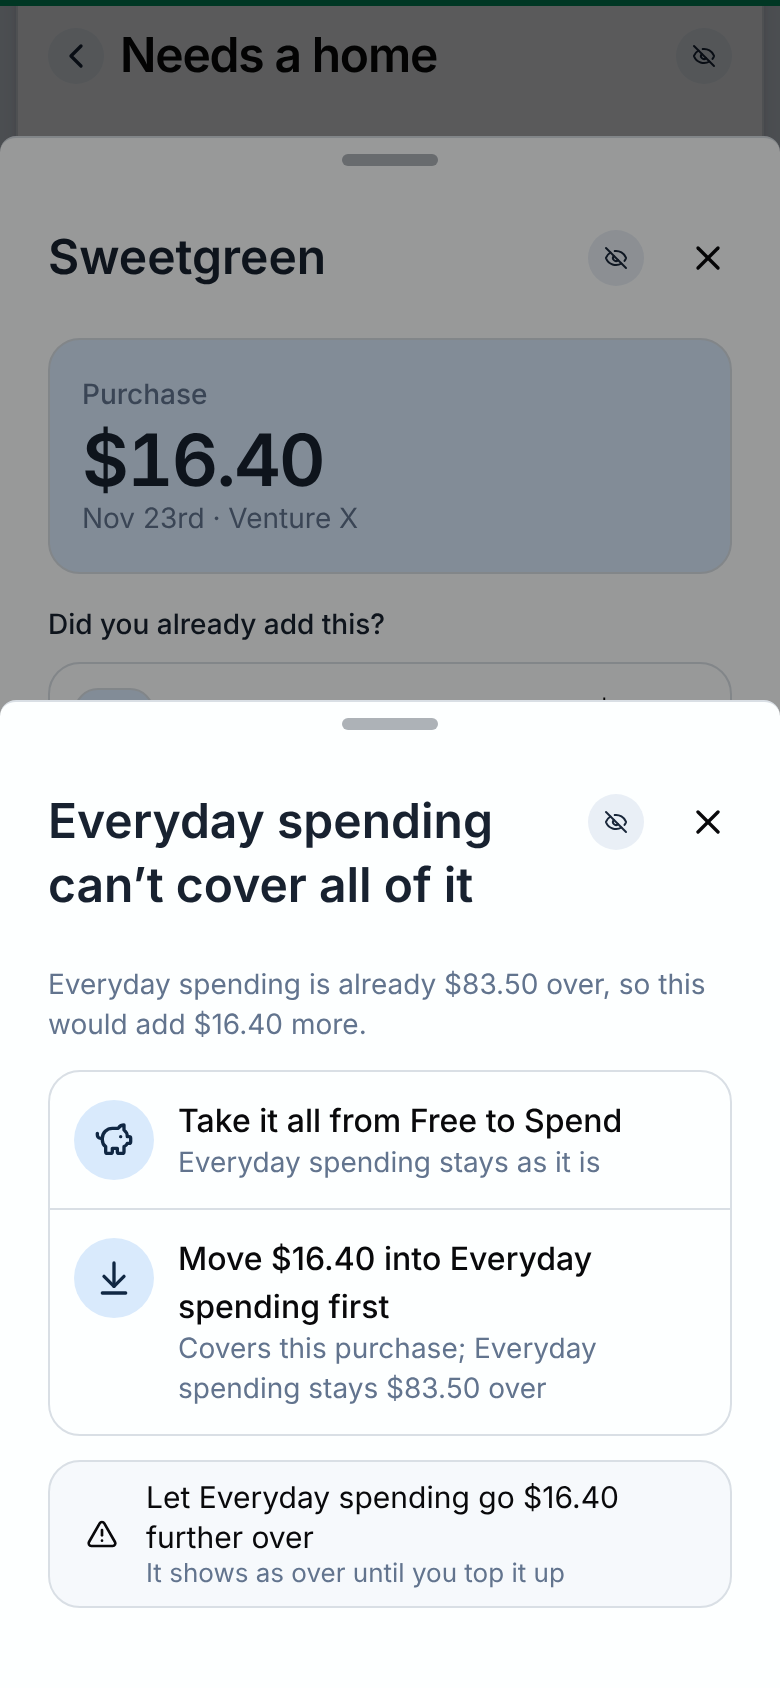 Needs a home
Sweetgreen
Purchase
$16.40
Nov 23rd · Venture X
Did you already add this?
Everyday spending
can’t cover all of it
Everyday spending is already $83.50 over, so this
would add $16.40 more.
Take it all from Free to Spend
Everyday spending stays as it is
Move $16.40 into Everyday
spending first
Covers this purchase; Everyday
spending stays $83.50 over
Let Everyday spending go $16.40
further over
It shows as over until you top it up